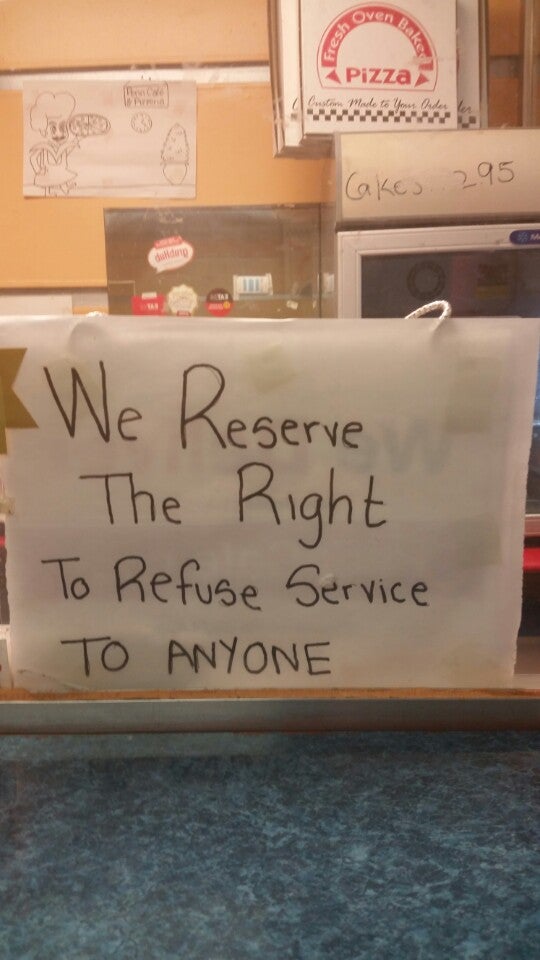 Fresh Oven Baked
PIZZA
Custom Made to Your Order
Cakes...2.95
We Reserve
The Right
To Refuse Service
TO ANYONE